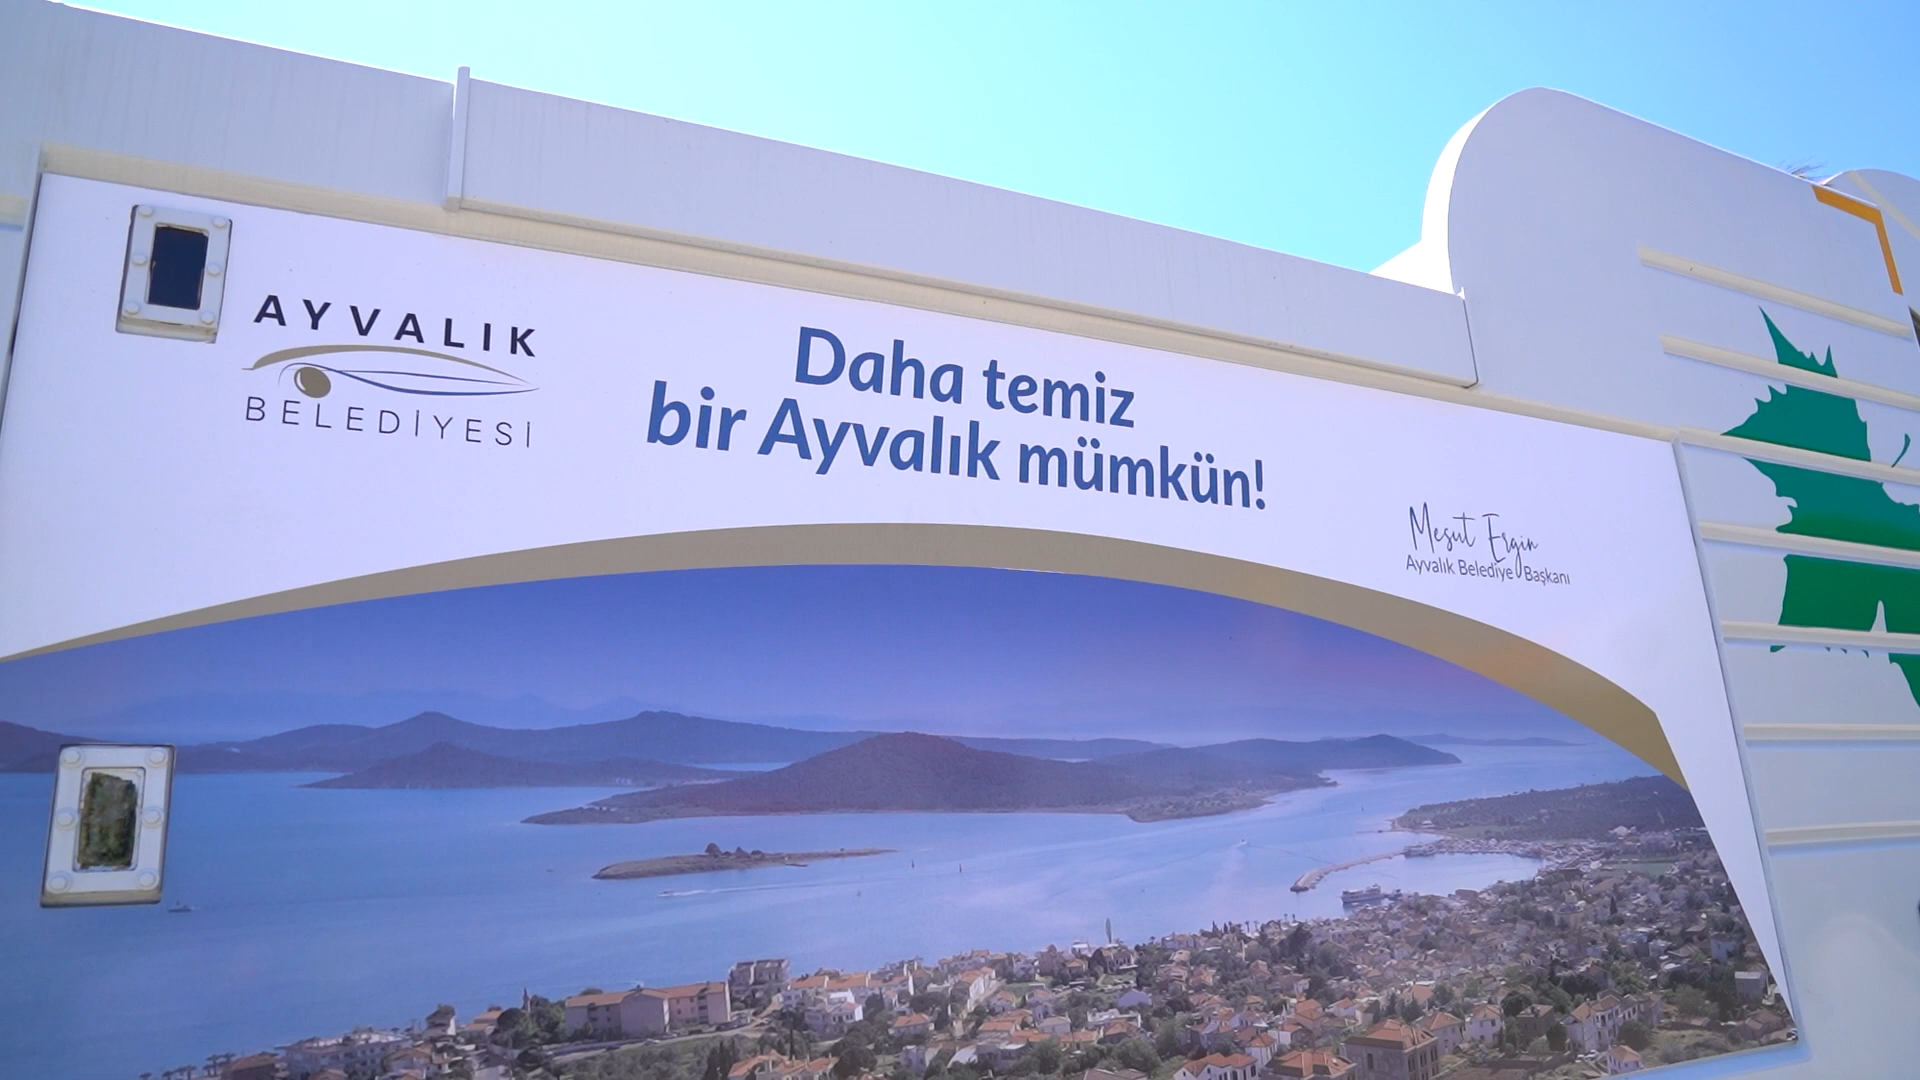 AYVALIK
BELEDİYESİ
Daha temiz
bir Ayvalık mümkün!
Mesut Ergin
Ayvalık Belediye Başkanı